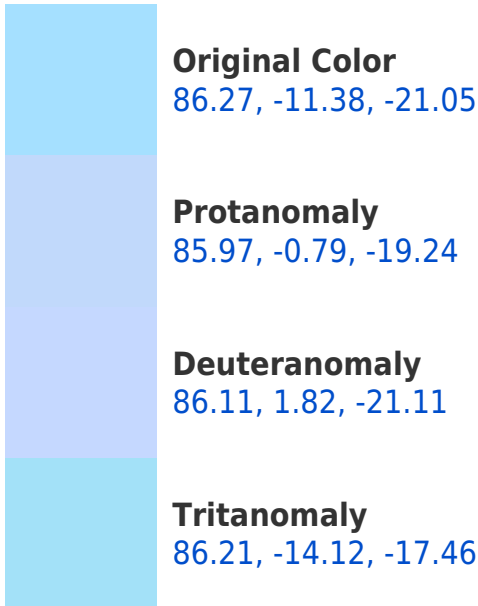 Original Color
86.27, -11.38, -21.05
Protanomaly
85.97, -0.79, -19.24
Deuteranomaly
86.11, 1.82, -21.11
Tritanomaly
86.21, -14.12, -17.46